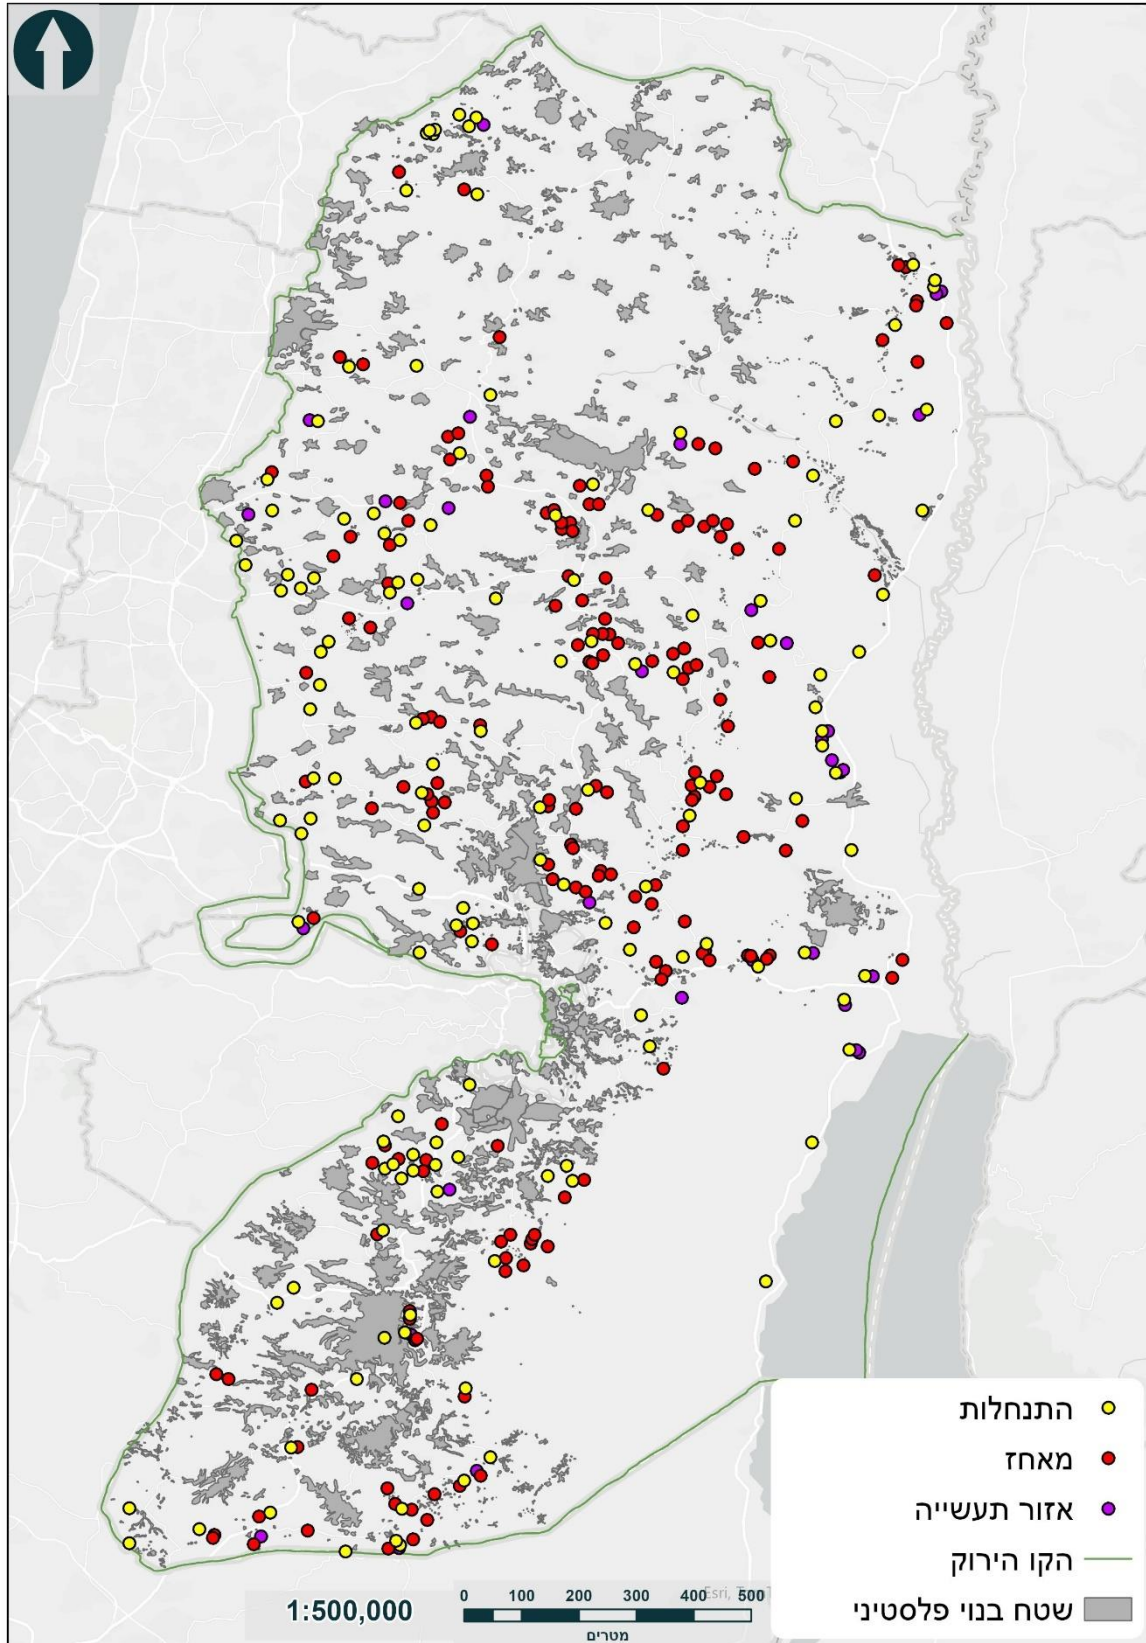 התנחלות
מאחז
אזור תעשייה
הקו הירוק
שטח בנוי פלסטיני
1:500,000
0 100 200 300 400 500
מטרים
Esri,